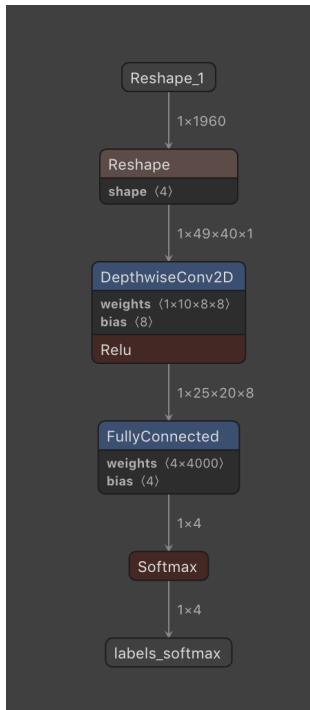 Reshape_1
1×1960
Reshape
shape ⟨4⟩
1×49×40×1
DepthwiseConv2D
weights ⟨1×10×8×8⟩
bias ⟨8⟩
Relu
1×25×20×8
FullyConnected
weights ⟨4×4000⟩
bias ⟨4⟩
1×4
Softmax
1×4
labels_softmax